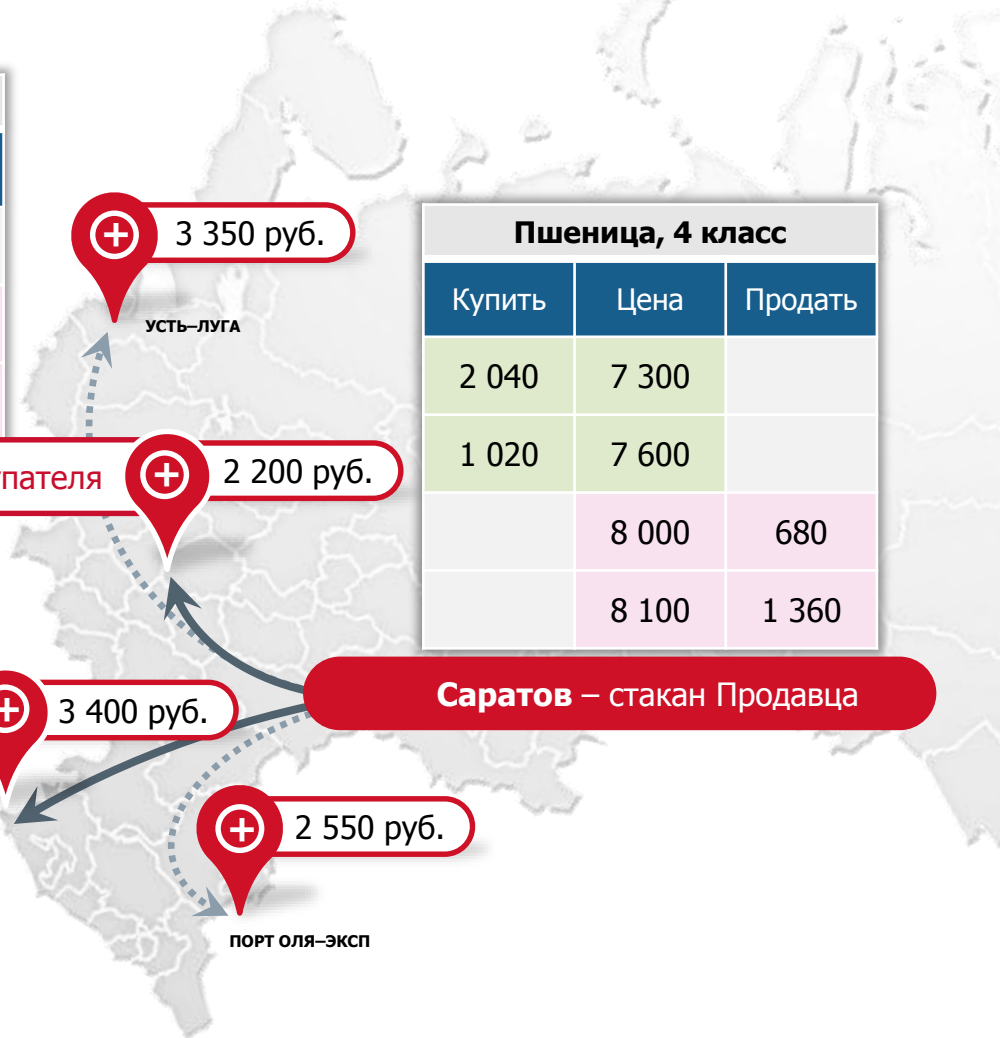 3 350 руб.
УСТЬ–ЛУГА
Пшеница, 4 класс
Купить Цена Продать
2 040 7 300
1 020 7 600
8 000 680
8 100 1 360
2 200 руб.
Саратов – стакан Продавца
3 400 руб.
2 550 руб.
ПОРТ ОЛЯ–ЭКСП